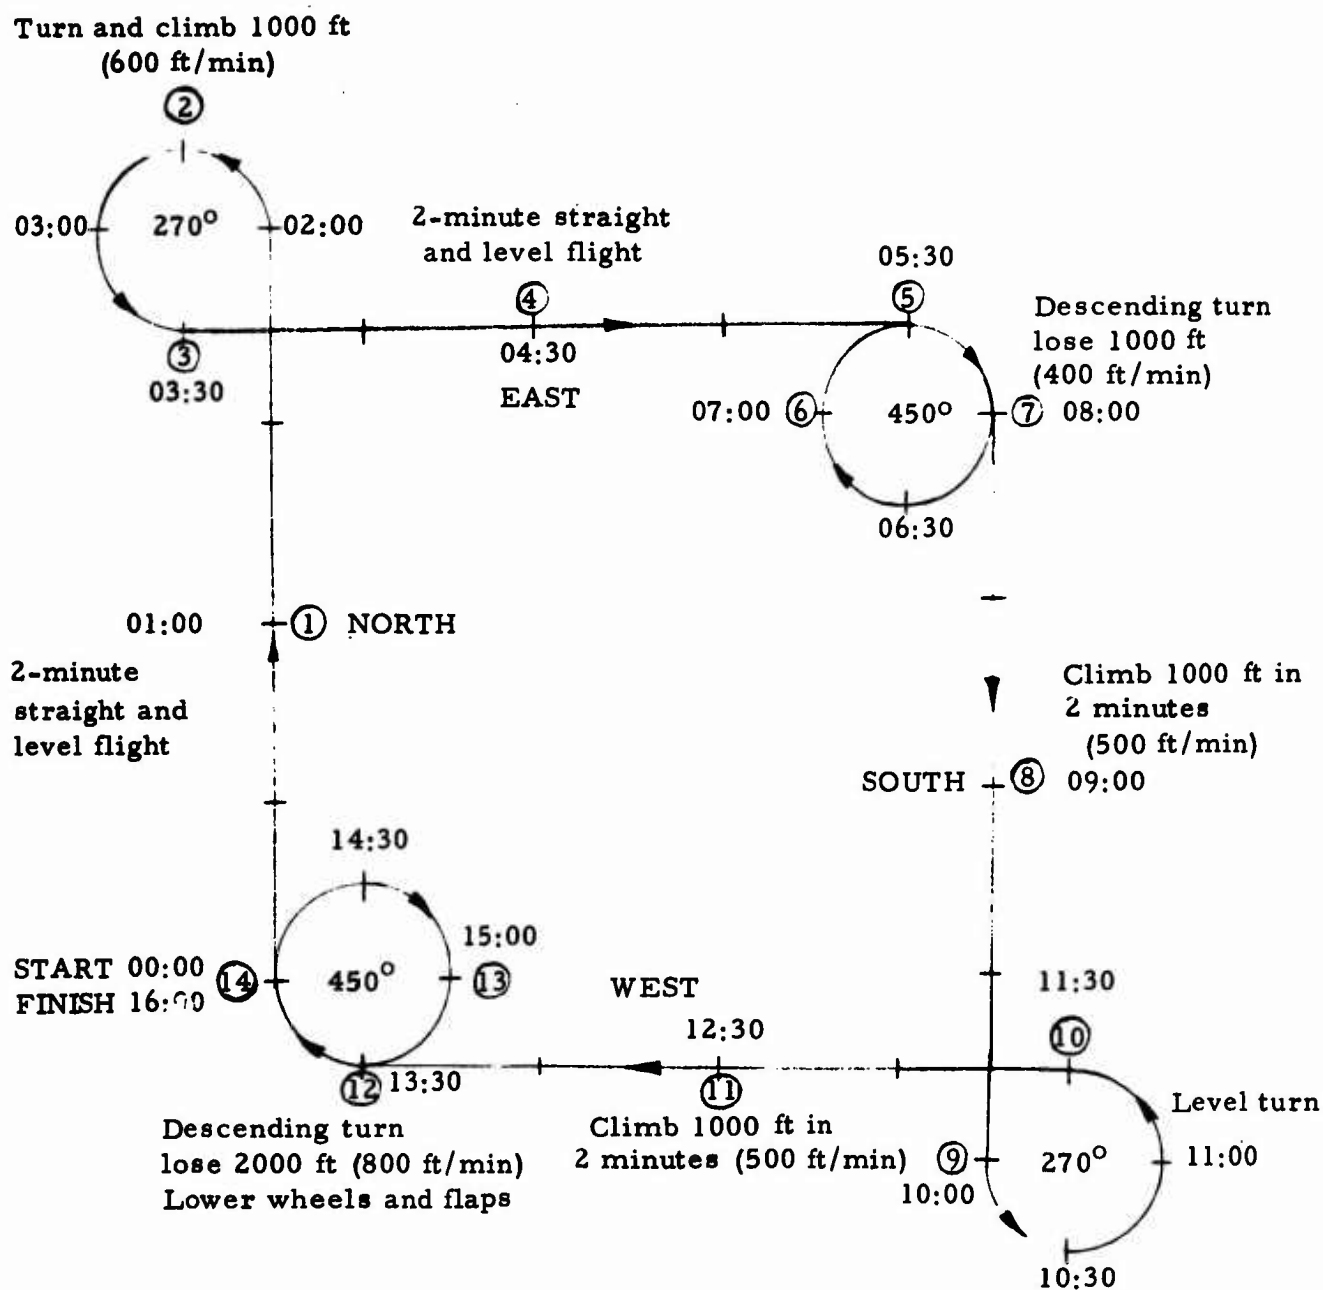 Turn and climb 1000 ft
(600 ft/min)
2
03:00
270°
02:00
2-minute straight
and level flight
4
04:30
EAST
3
03:30
05:30
5
Descending turn
lose 1000 ft
(400 ft/min)
07:00
6
450°
7
08:00
06:30
01:00
1
NORTH
2-minute
straight and
level flight
Climb 1000 ft in
2 minutes
(500 ft/min)
SOUTH
8
09:00
14:30
15:00
START 00:00
FINISH
14
450°
13
WEST
12:30
11
Climb 1000 ft in
2 minutes (500 ft/min)
12
13:30
Descending turn
lose 2000 ft (800 ft/min)
Lower wheels and flaps
11:30
10
Level turn
9
10:00
270°
11:00
10:30